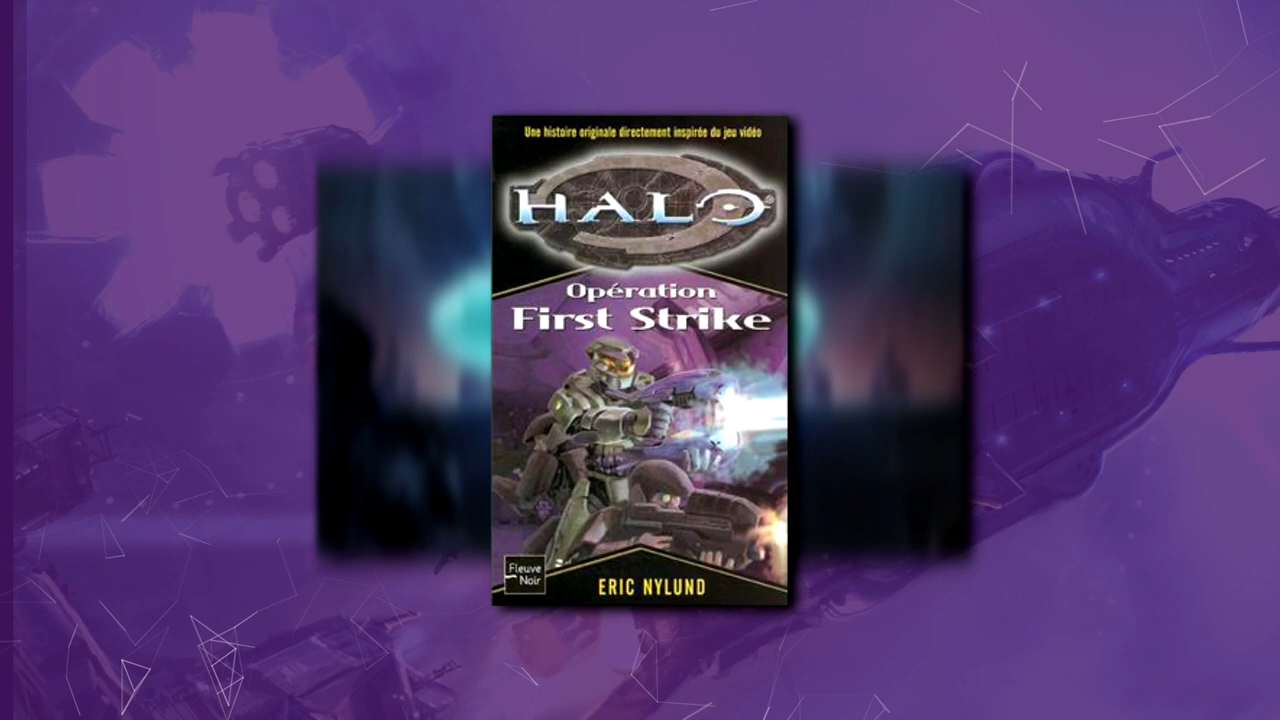 Une histoire originale directement inspirée du jeu vidéo
HALO®
Opération
First Strike
Fleuve
Noir
ERIC NYLUND